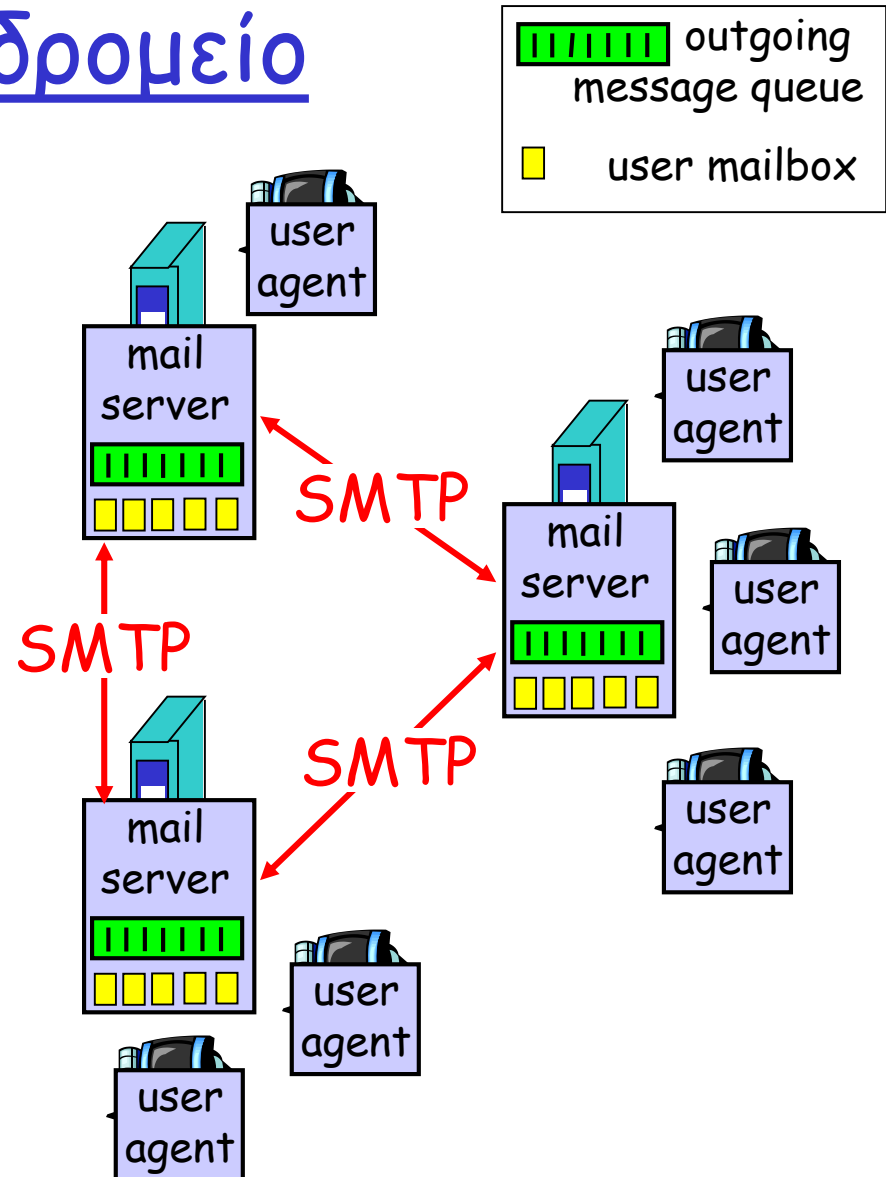 δρομείο
outgoing
message queue
user mailbox
user
agent
mail
server
user
agent
SMTP
mail
server
user
agent
SMTP
SMTP
mail
server
user
agent
user
agent
user
agent